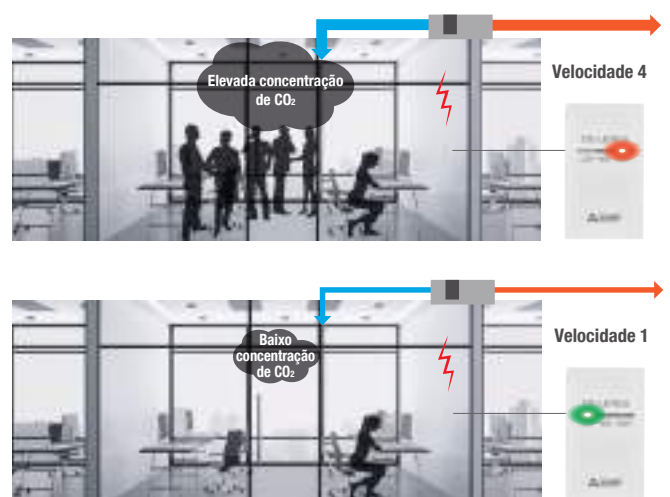 Elevada concentração
de CO₂
Velocidade 4
Baixo
concentração
de CO₂
Velocidade 1